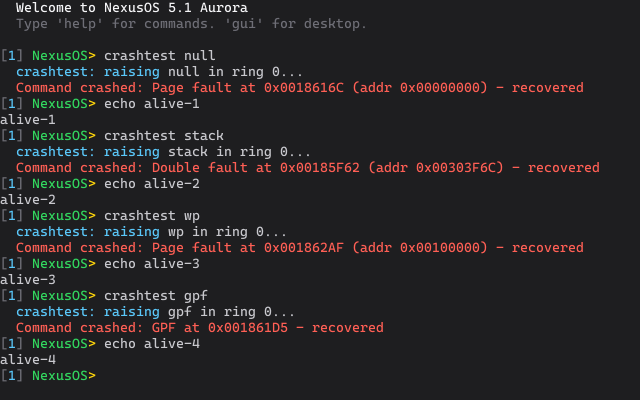 Welcome to NexusOS 5.1 Aurora
Type 'help' for commands. 'gui' for desktop.
[1] NexusOS> crashtest null
crashtest: raising null in ring 0...
Command crashed: Page fault at 0x0018616C (addr 0x00000000) - recovered
[1] NexusOS> echo alive-1
alive-1
[1] NexusOS> crashtest stack
crashtest: raising stack in ring 0...
Command crashed: Double fault at 0x00185F62 (addr 0x00303F6C) - recovered
[1] NexusOS> echo alive-2
alive-2
[1] NexusOS> crashtest wp
crashtest: raising wp in ring 0...
Command crashed: Page fault at 0x001862AF (addr 0x00100000) - recovered
[1] NexusOS> echo alive-3
alive-3
[1] NexusOS> crashtest gpf
crashtest: raising gpf in ring 0...
Command crashed: GPF at 0x001861D5 - recovered
[1] NexusOS> echo alive-4
alive-4
[1] NexusOS>